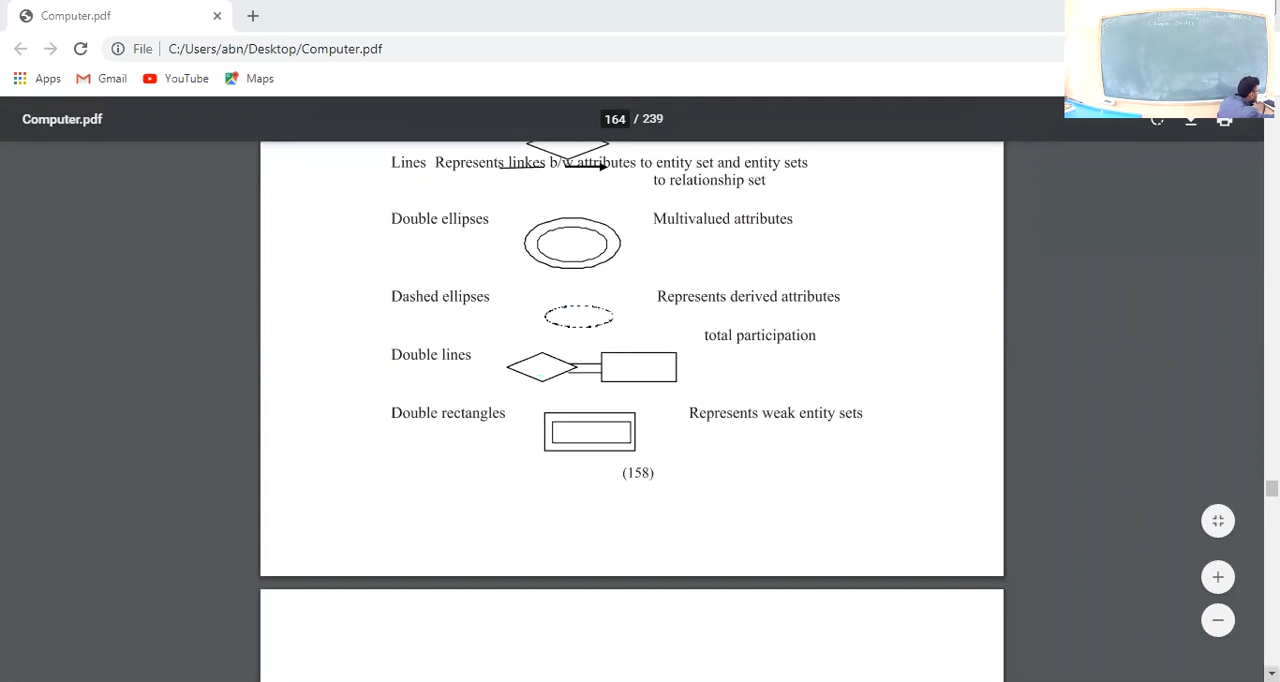 Computer.pdf
File | C:/Users/abn/Desktop/Computer.pdf
Apps Gmail YouTube Maps
Computer.pdf 164 / 239
Lines Represents linkes b/w attributes to entity set and entity sets
to relationship set
Double ellipses Multivalued attributes
Dashed ellipses Represents derived attributes
total participation
Double lines
Double rectangles Represents weak entity sets
(158)